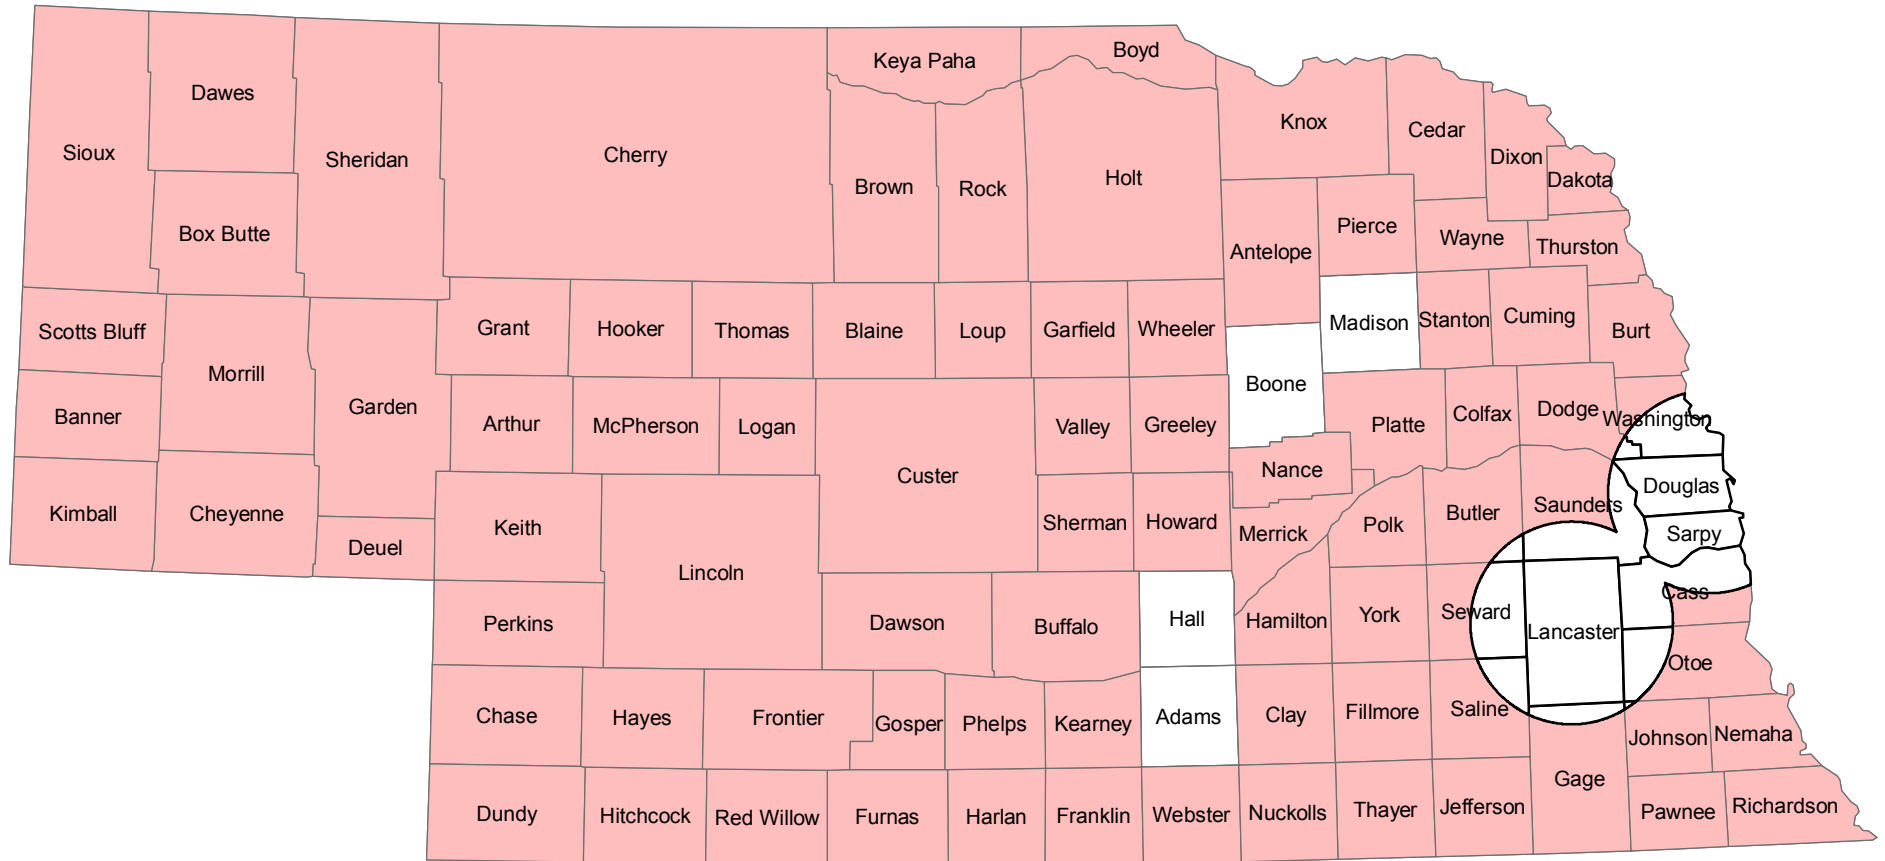 Keya Paha
Boyd
Sioux
Dawes
Sheridan
Cherry
Brown
Rock
Holt
Knox
Cedar
Dixon
Dakota
Box Butte
Antelope
Pierce
Wayne
Thurston
Scotts Bluff
Morrill
Garden
Grant
Hooker
Thomas
Blaine
Loup
Garfield
Wheeler
Boone
Madison
Stanton
Cuming
Burt
Banner
Arthur
McPherson
Logan
Custer
Valley
Greeley
Platte
Colfax
Dodge
Washington
Nance
Kimball
Cheyenne
Deuel
Keith
Lincoln
Sherman
Howard
Merrick
Polk
Butler
Saunders
Douglas
Sarpy
Cass
Perkins
Dawson
Buffalo
Hall
Hamilton
York
Seward
Lancaster
Otoe
Chase
Hayes
Frontier
Gosper
Phelps
Kearney
Adams
Clay
Fillmore
Saline
Johnson
Nemaha
Dundy
Hitchcock
Red Willow
Furnas
Harlan
Franklin
Webster
Nuckolls
Thayer
Jefferson
Gage
Pawnee
Richardson